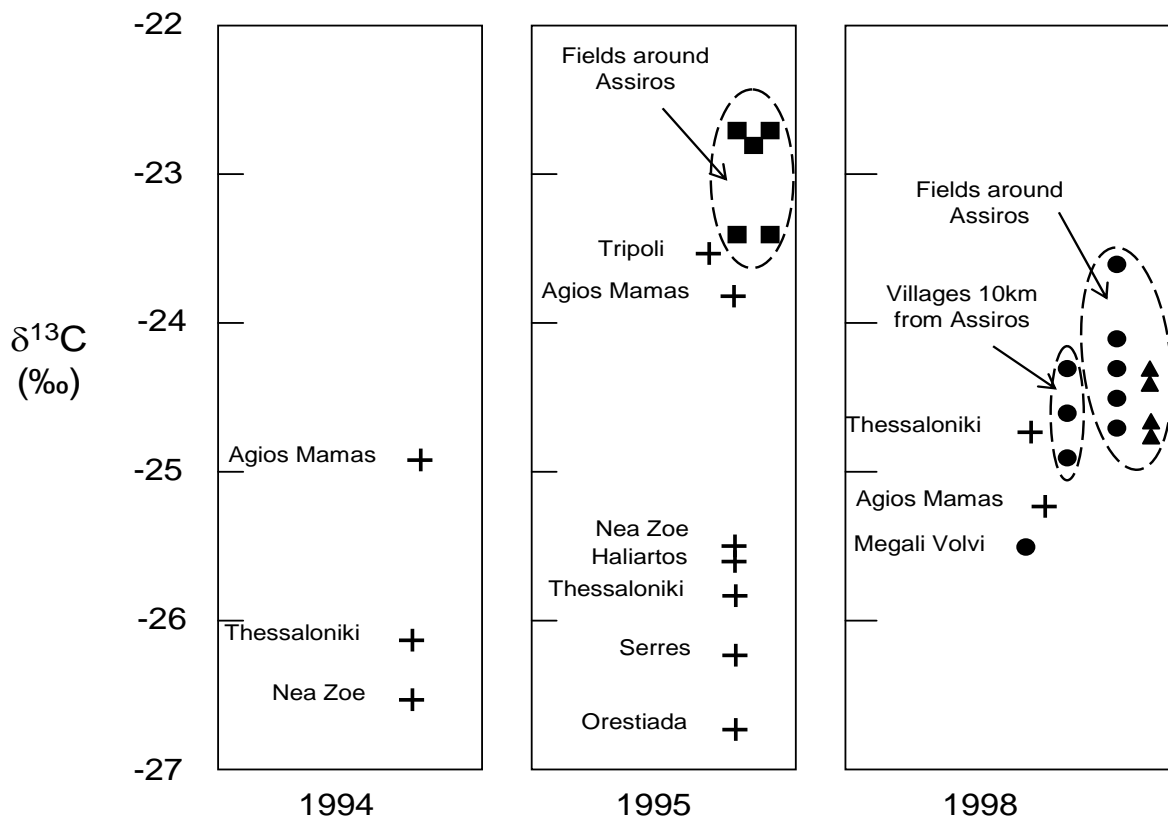 δ13C
(‰)
-22
-23
-24
-25
-26
-27
Agios Mamas
Thessaloniki
Nea Zoe
1994
Fields around
Assiros
Tripoli
Agios Mamas
Nea Zoe
Haliartos
Thessaloniki
Serres
Orestiada
1995
Fields around
Assiros
Villages 10km
from Assiros
Thessaloniki
Agios Mamas
Megali Volvi
1998